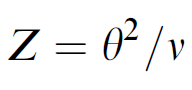 Z = θ²/ν